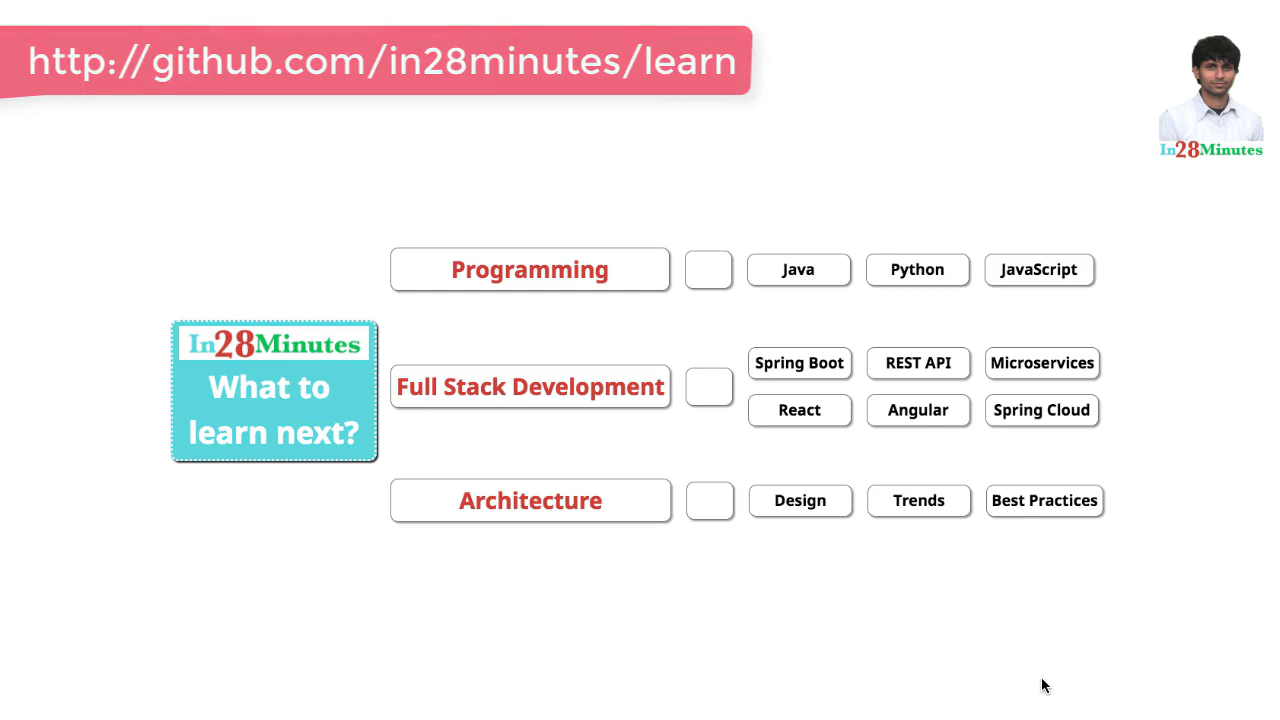 http://github.com/in28minutes/learn
In28Minutes
Programming
Java
Python
JavaScript
In28Minutes
What to
learn next?
Full Stack Development
Spring Boot
REST API
Microservices
React
Angular
Spring Cloud
Architecture
Design
Trends
Best Practices